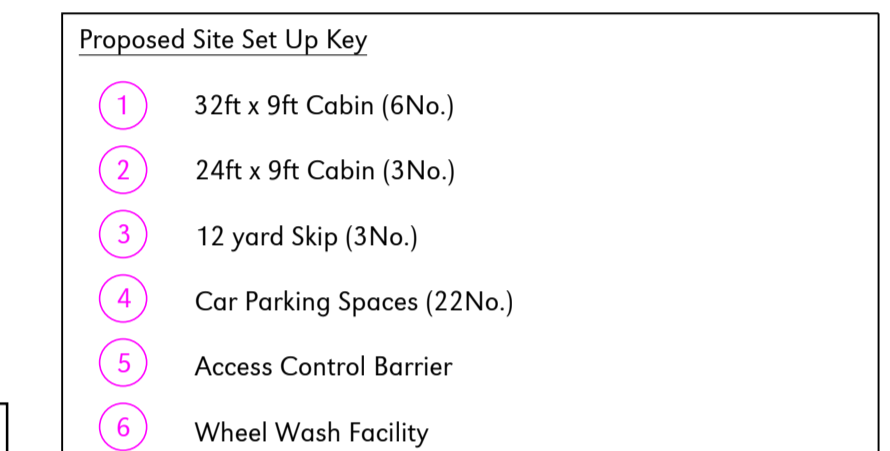 Proposed Site Set Up Key
1 32ft x 9ft Cabin (6No.)
2 24ft x 9ft Cabin (3No.)
3 12 yard Skip (3No.)
4 Car Parking Spaces (22No.)
5 Access Control Barrier
6 Wheel Wash Facility